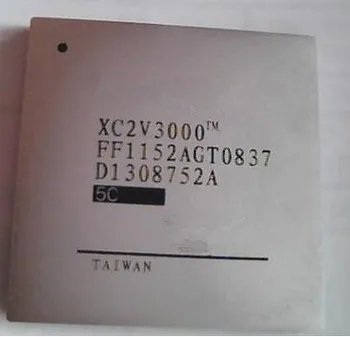 XC2V3000™
FF1152AGT0837
D1308752A
5C
TAIWAN